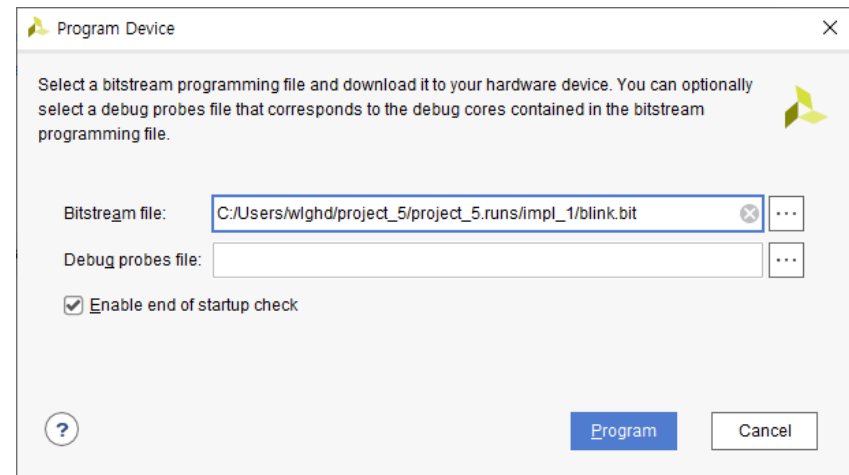 Program Device
Select a bitstream programming file and download it to your hardware device. You can optionally
select a debug probes file that corresponds to the debug cores contained in the bitstream
programming file.
Bitstream file: C:/Users/wlghd/project_5/project_5.runs/impl_1/blink.bit ...
Debug probes file: ...
Enable end of startup check
? Program Cancel